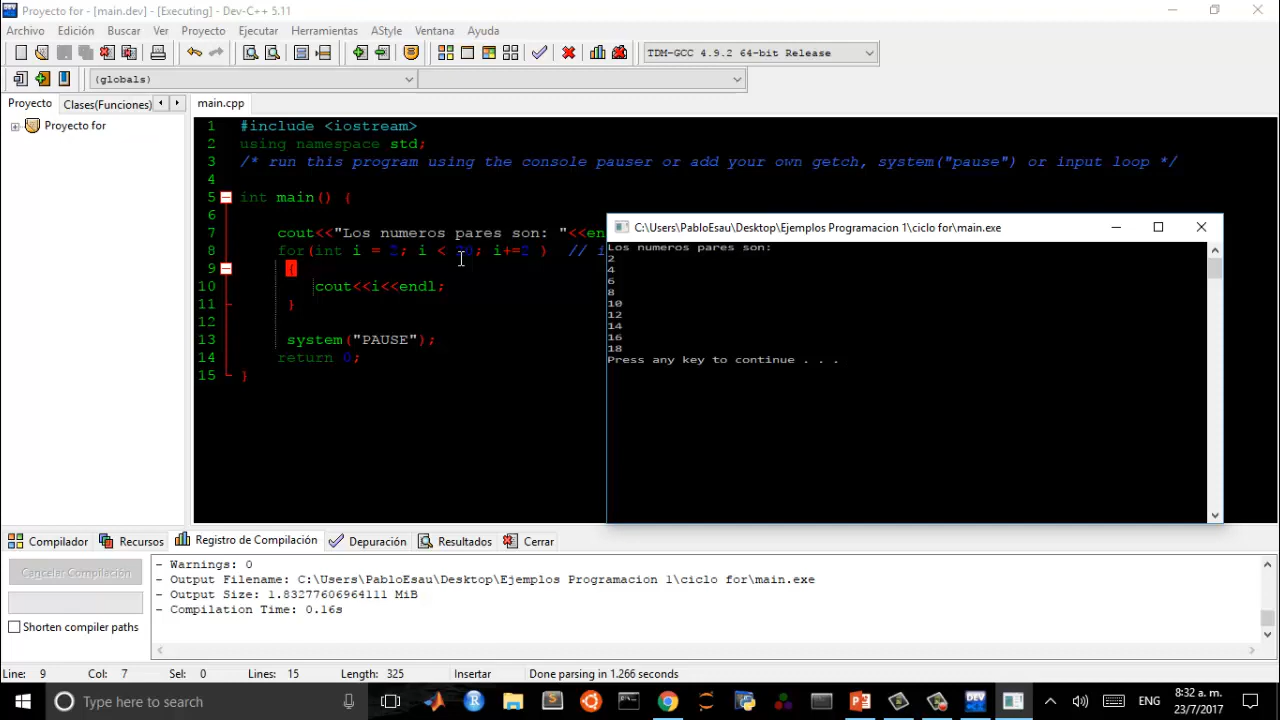 Proyecto for - [main.dev] - [Executing] - Dev-C++ 5.11
Archivo Edición Buscar Ver Proyecto Ejecutar Herramientas AStyle Ventana Ayuda
TDM-GCC 4.9.2 64-bit Release
(globals)
Proyecto Clases(Funciones) main.cpp
Proyecto for
1 #include <iostream>
2 using namespace std;
3 /* run this program using the console pauser or add your own getch, system("pause") or input loop */
4
5 int main() {
6
7 cout<<"Los numeros pares son: "<<en
8 for(int i = 2; i < 20; i+=2 ) // i
9 {
10 cout<<i<<endl;
11 }
12
13 system("PAUSE");
14 return 0;
15 }
C:\Users\PabloEsau\Desktop\Ejemplos Programacion 1\ciclo for\main.exe
Los numeros pares son:
2
4
6
8
10
12
14
16
18
Press any key to continue . . .
Compilador Recursos Registro de Compilación Depuración Resultados Cerrar
Cancelar Compilación
Shorten compiler paths
- Warnings: 0
- Output Filename: C:\Users\PabloEsau\Desktop\Ejemplos Programacion 1\ciclo for\main.exe
- Output Size: 1.83277606964111 MiB
- Compilation Time: 0.16s
Line: 9 Col: 7 Sel: 0 Lines: 15 Length: 325 Insertar Done parsing in 1.266 seconds
Type here to search
DEV
ENG
8:32 a. m.
23/7/2017